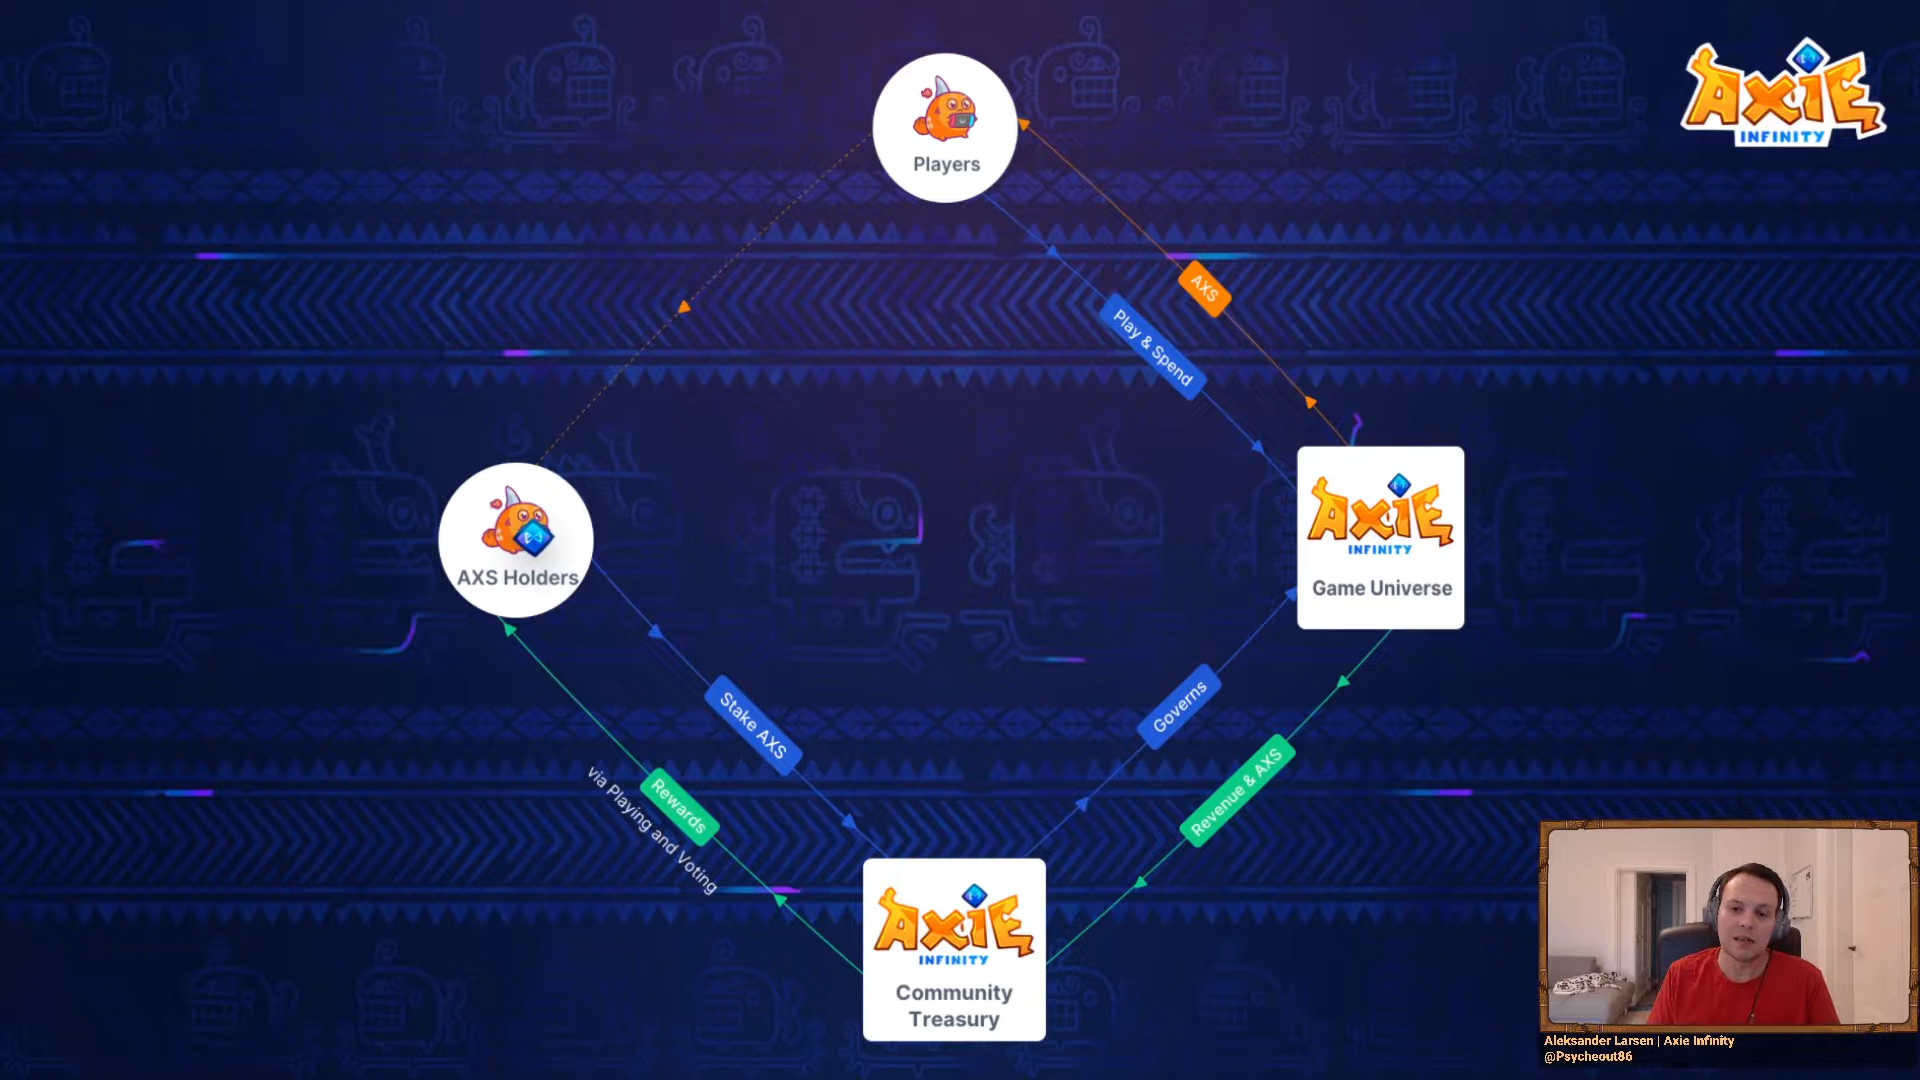 AXIE
INFINITY
Players
AXS
Play & Spend
AXIE
INFINITY
Game Universe
AXS Holders
Stake AXS
Governs
Rewards
via Playing and Voting
Revenue & AXS
AXIE
INFINITY
Community
Treasury
Aleksander Larsen | Axie Infinity
@Psycheout86